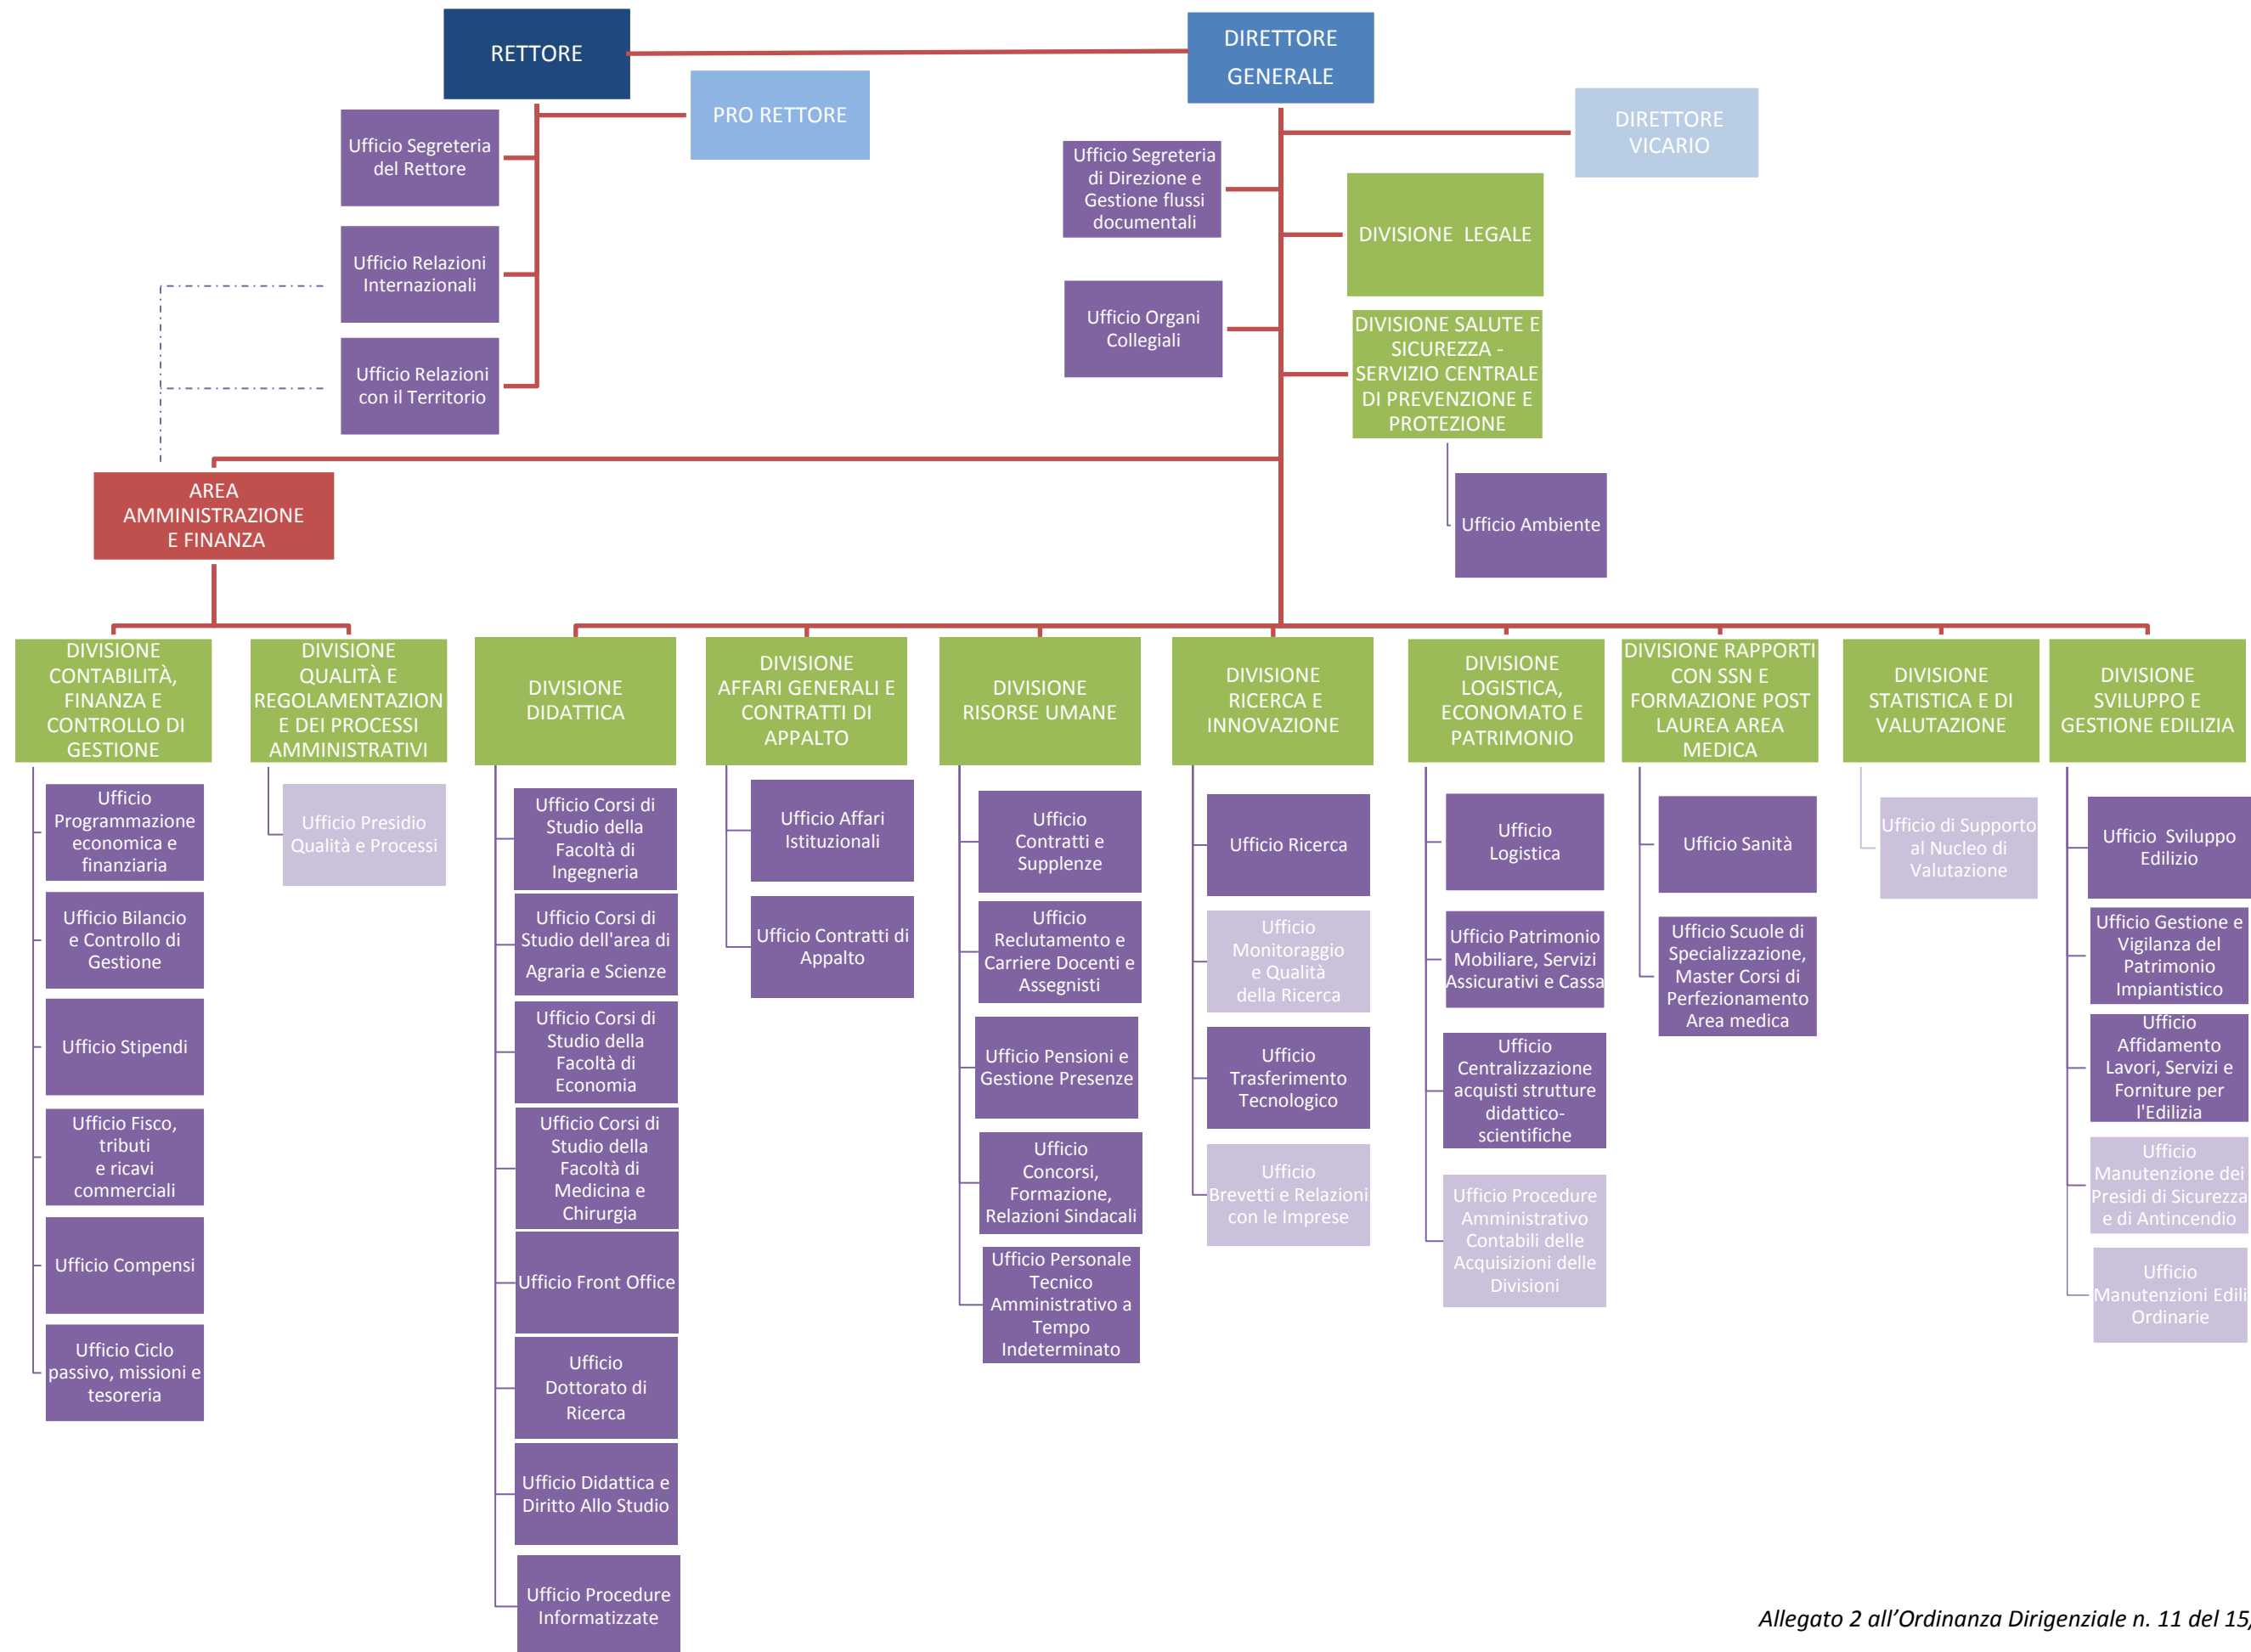 RETTORE
DIRETTORE
GENERALE
PRO RETTORE
DIRETTORE
VICARIO
Ufficio Segreteria
del Rettore
Ufficio Relazioni
Internazionali
Ufficio Relazioni
con il Territorio
Ufficio Segreteria
di Direzione e
Gestione flussi
documentali
Ufficio Organi
Collegiali
DIVISIONE LEGALE
DIVISIONE SALUTE E
SICUREZZA -
SERVIZIO CENTRALE
DI PREVENZIONE E
PROTEZIONE
Ufficio Ambiente
AREA
AMMINISTRAZIONE
E FINANZA
DIVISIONE
CONTABILITÀ,
FINANZA E
CONTROLLO DI
GESTIONE
Ufficio
Programmazione
economica e
finanziaria
Ufficio Bilancio
e Controllo di
Gestione
Ufficio Stipendi
Ufficio Fisco,
tributi
e ricavi
commerciali
Ufficio Compensi
Ufficio Ciclo
passivo, missioni e
tesoreria
DIVISIONE
QUALITÀ E
REGOLAMENTAZION
E DEI PROCESSI
AMMINISTRATIVI
Ufficio Presidio
Qualità e Processi
DIVISIONE
DIDATTICA
Ufficio Corsi di
Studio della
Facoltà di
Ingegneria
Ufficio Corsi di
Studio dell'area di
Agraria e Scienze
Ufficio Corsi di
Studio della
Facoltà di
Economia
Ufficio Corsi di
Studio della
Facoltà di
Medicina e
Chirurgia
Ufficio Front Office
Ufficio
Dottorato di
Ricerca
Ufficio Didattica e
Diritto Allo Studio
Ufficio Procedure
Informatizzate
DIVISIONE
AFFARI GENERALI E
CONTRATTI DI
APPALTO
Ufficio Affari
Istituzionali
Ufficio Contratti di
Appalto
DIVISIONE
RISORSE UMANE
Ufficio
Contratti e
Supplenze
Ufficio
Reclutamento e
Carriere Docenti e
Assegnisti
Ufficio Pensioni e
Gestione Presenze
Ufficio
Concorsi,
Formazione,
Relazioni Sindacali
Ufficio Personale
Tecnico
Amministrativo a
Tempo
Indeterminato
DIVISIONE
RICERCA E
INNOVAZIONE
Ufficio Ricerca
Ufficio
Monitoraggio
e Qualità
della Ricerca
Ufficio
Trasferimento
Tecnologico
Ufficio
Brevetti e Relazioni
con le Imprese
DIVISIONE
LOGISTICA,
ECONOMATO E
PATRIMONIO
Ufficio
Logistica
Ufficio Patrimonio
Mobiliare, Servizi
Assicurativi e Cassa
Ufficio
Centralizzazione
acquisti strutture
didattico-
scientifiche
Ufficio Procedure
Amministrativo
Contabili delle
Acquisizioni delle
Divisioni
DIVISIONE RAPPORTI
CON SSN E
FORMAZIONE POST
LAUREA AREA
MEDICA
Ufficio Sanità
Ufficio Scuole di
Specializzazione,
Master Corsi di
Perfezionamento
Area medica
DIVISIONE
STATISTICA E DI
VALUTAZIONE
Ufficio di Supporto
al Nucleo di
Valutazione
DIVISIONE
SVILUPPO E
GESTIONE EDILIZIA
Ufficio Sviluppo
Edilizio
Ufficio Gestione e
Vigilanza del
Patrimonio
Impiantistico
Ufficio
Affidamento
Lavori, Servizi e
Forniture per
l'Edilizia
Ufficio
Manutenzione dei
Presidi di Sicurezza
e di Antincendio
Ufficio
Manutenzioni Edili
Ordinarie
Allegato 2 all'Ordinanza Dirigenziale n. 11 del 15/